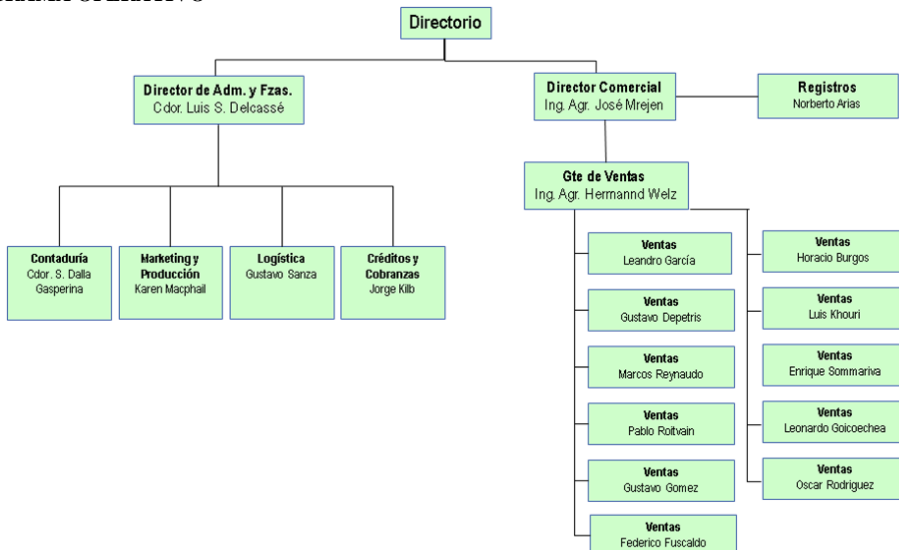 Directorio
Director de Adm. y Fzas.
Cdor. Luis S. Delcassé
Director Comercial
Ing. Agr. José Mrejen
Registros
Norberto Arias
Gte de Ventas
Ing. Agr. Hermannd Welz
Contaduría
Cdor. S. Dalla
Gasperina
Marketing y
Producción
Karen Macphail
Logística
Gustavo Sanza
Créditos y
Cobranzas
Jorge Kilb
Ventas
Leandro García
Ventas
Gustavo Depetris
Ventas
Marcos Reynaudo
Ventas
Pablo Roitvain
Ventas
Gustavo Gomez
Ventas
Federico Fuscaldo
Ventas
Horacio Burgos
Ventas
Luis Khouri
Ventas
Enrique Sommariva
Ventas
Leonardo Goicoechea
Ventas
Oscar Rodriguez